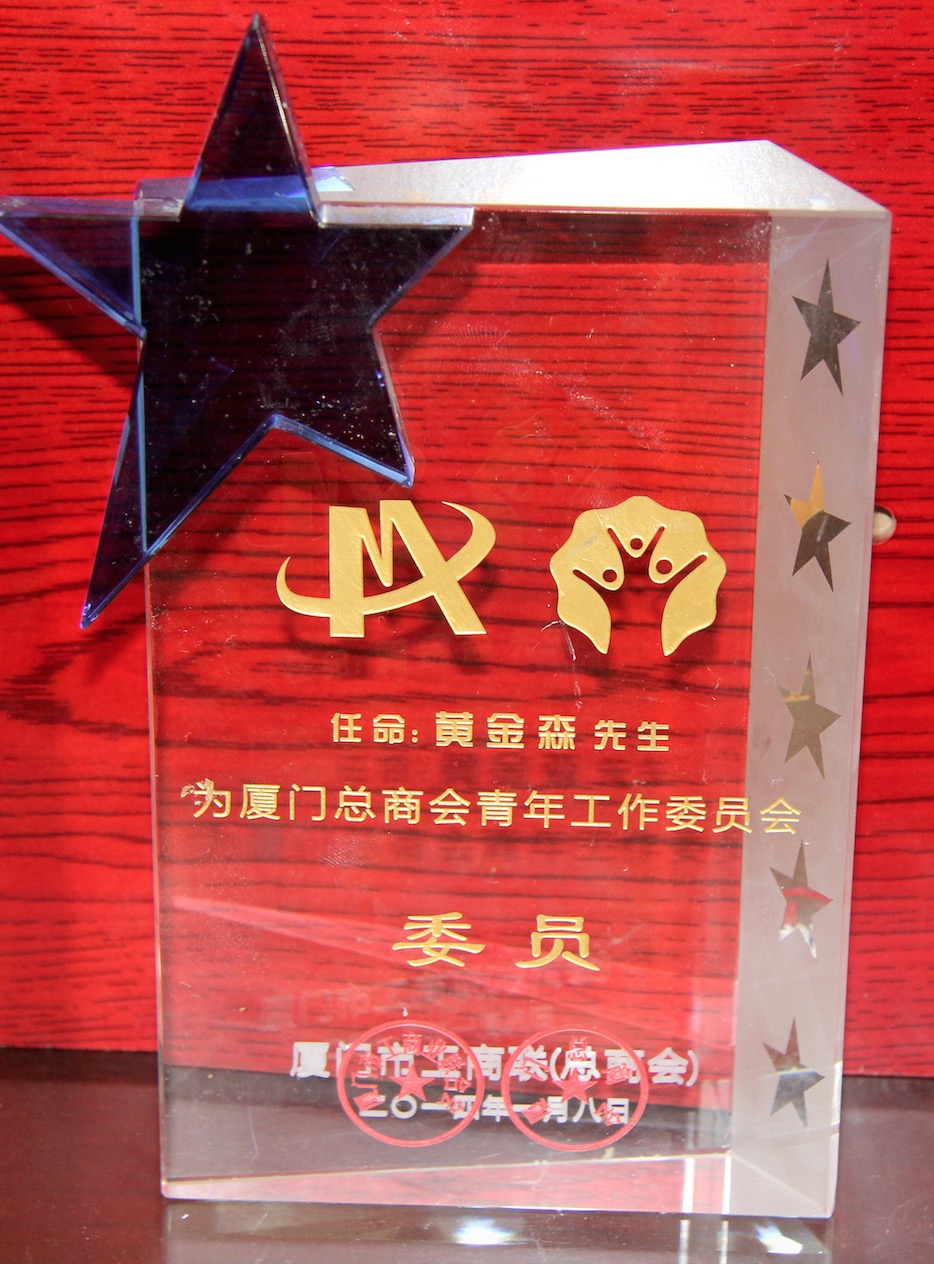 任命：黄金森 先生
为厦门总商会青年工作委员会
委 员
厦门市工商联(总商会)
二〇一四年一月八日